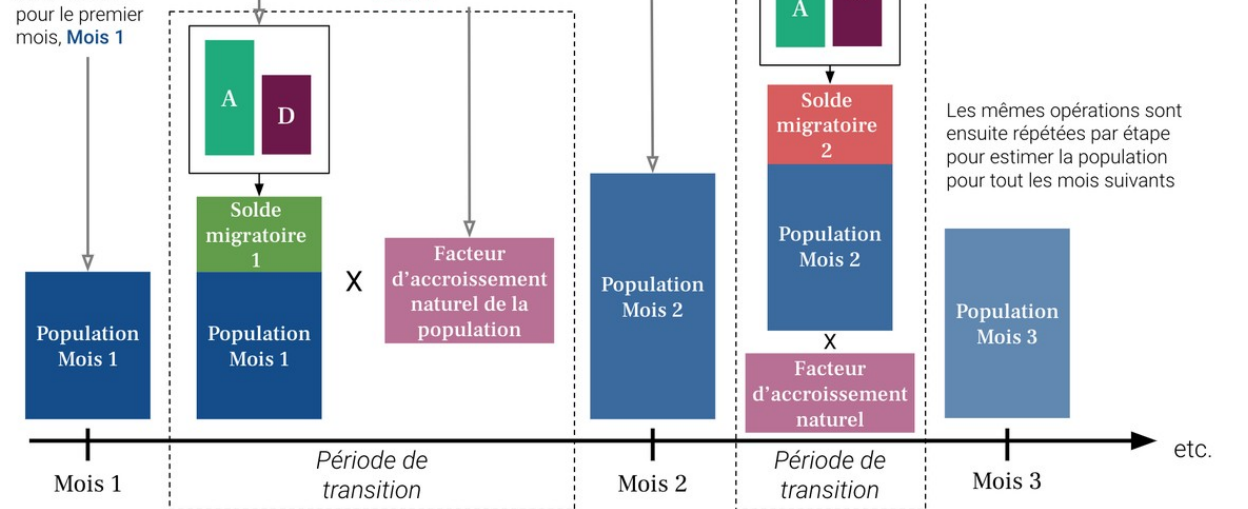 pour le premier
mois, Mois 1
A
D
Solde
migratoire
1
Population
Mois 1
Population
Mois 1
X
Facteur
d'accroissement
naturel de la
population
Population
Mois 2
A
Solde
migratoire
2
Population
Mois 2
X
Facteur
d'accroissement
naturel
Les mêmes opérations sont
ensuite répétées par étape
pour estimer la population
pour tout les mois suivants
Population
Mois 3
Mois 1
Période de
transition
Mois 2
Période de
transition
Mois 3
etc.